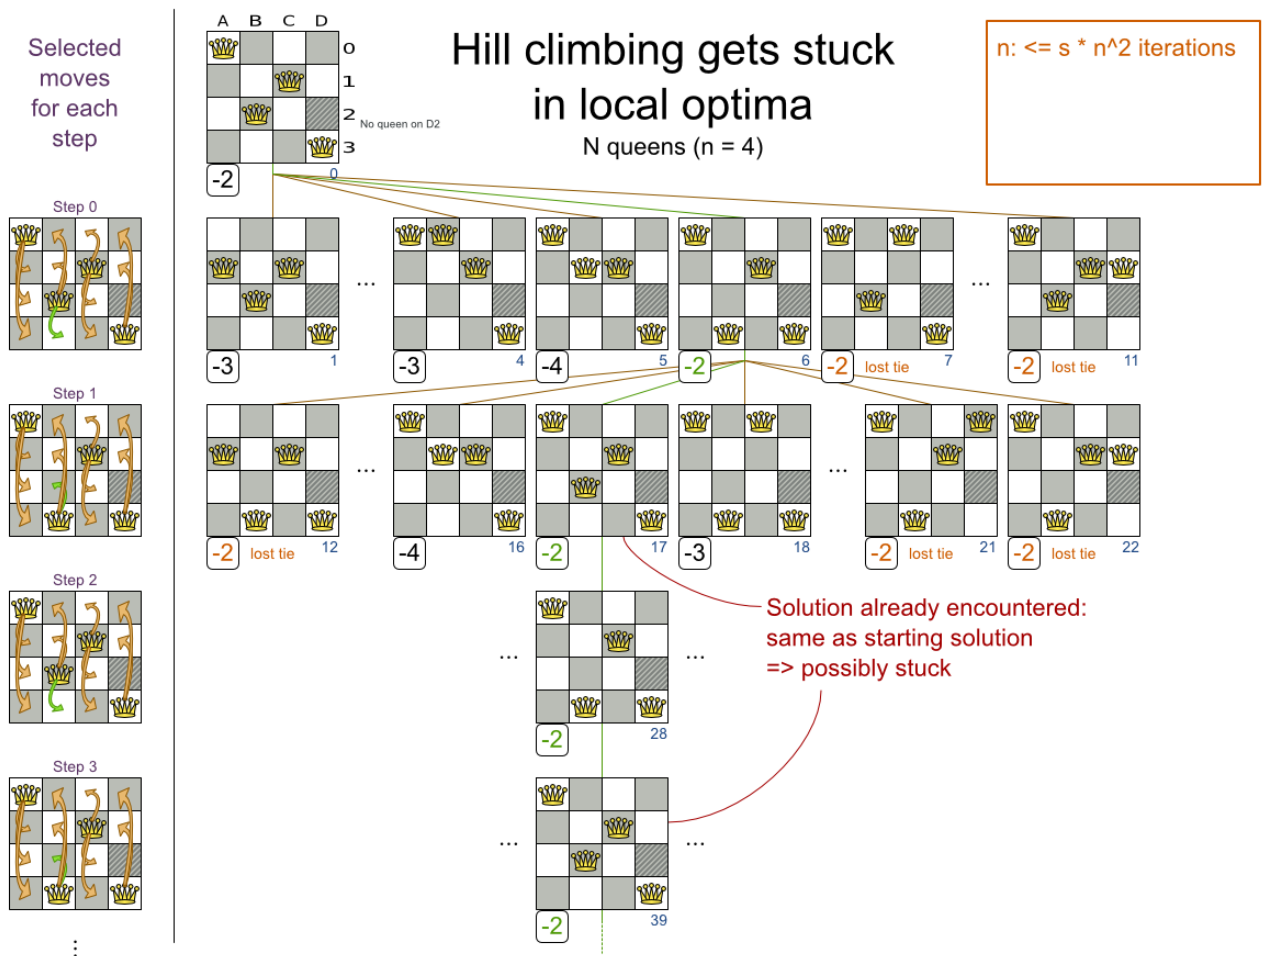 Selected
moves
for each
step
A B C D
0
1
2
3
No queen on D2
-2
0
Hill climbing gets stuck
in local optima
N queens (n = 4)
n: <= s * n^2 iterations
Step 0
...
...
-3
1
-3
4
-4
5
-2
6
-2
lost tie
7
-2
lost tie
11
Step 1
...
...
-2
lost tie
12
-4
16
-2
17
-3
18
-2
lost tie
21
-2
lost tie
22
Step 2
...
...
-2
28
Solution already encountered:
same as starting solution
=> possibly stuck
Step 3
...
...
-2
39
...